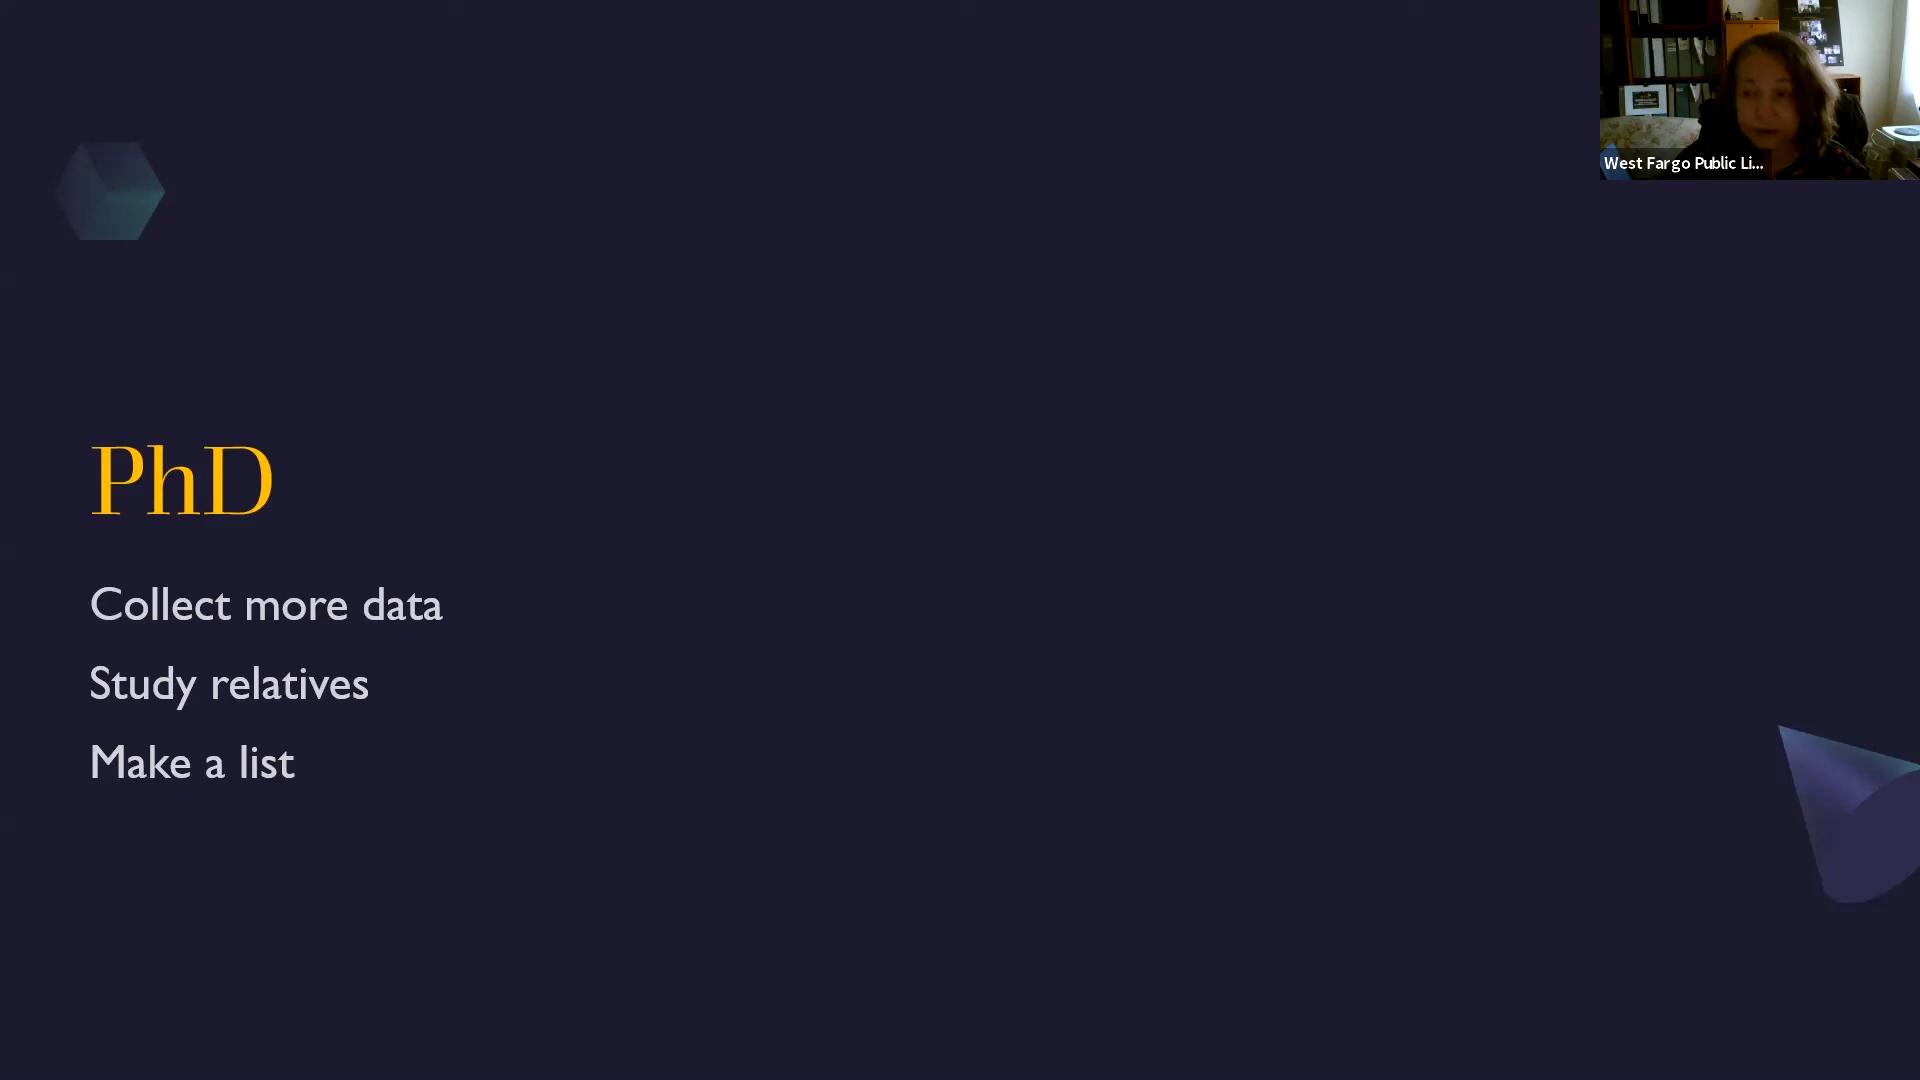 West Fargo Public Li...
PhD
Collect more data
Study relatives
Make a list